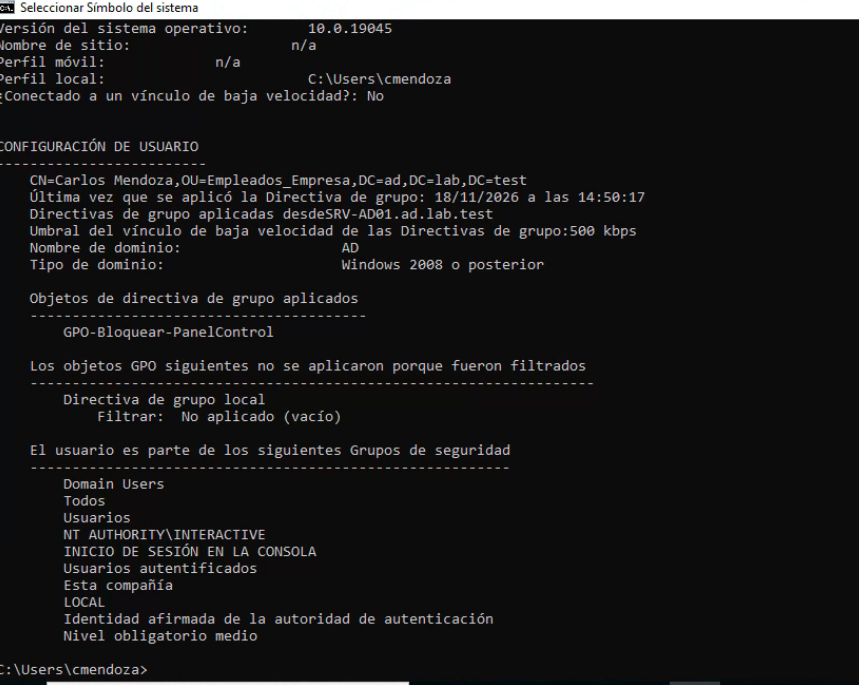 Seleccionar Símbolo del sistema
Versión del sistema operativo: 10.0.19045
Nombre de sitio: n/a
Perfil móvil: n/a
Perfil local: C:\Users\cmendoza
¿Conectado a un vínculo de baja velocidad?: No
CONFIGURACIÓN DE USUARIO
-------------------------
CN=Carlos Mendoza,OU=Empleados_Empresa,DC=ad,DC=lab,DC=test
Última vez que se aplicó la Directiva de grupo: 18/11/2026 a las 14:50:17
Directivas de grupo aplicadas desdeSRV-AD01.ad.lab.test
Umbral del vínculo de baja velocidad de las Directivas de grupo:500 kbps
Nombre de dominio: AD
Tipo de dominio: Windows 2008 o posterior
Objetos de directiva de grupo aplicados
----------------------------------------
GPO-Bloquear-PanelControl
Los objetos GPO siguientes no se aplicaron porque fueron filtrados
-------------------------------------------------------------------
Directiva de grupo local
Filtrar: No aplicado (vacío)
El usuario es parte de los siguientes Grupos de seguridad
---------------------------------------------------------
Domain Users
Todos
Usuarios
NT AUTHORITY\INTERACTIVE
INICIO DE SESIÓN EN LA CONSOLA
Usuarios autentificados
Esta compañía
LOCAL
Identidad afirmada de la autoridad de autenticación
Nivel obligatorio medio
C:\Users\cmendoza>